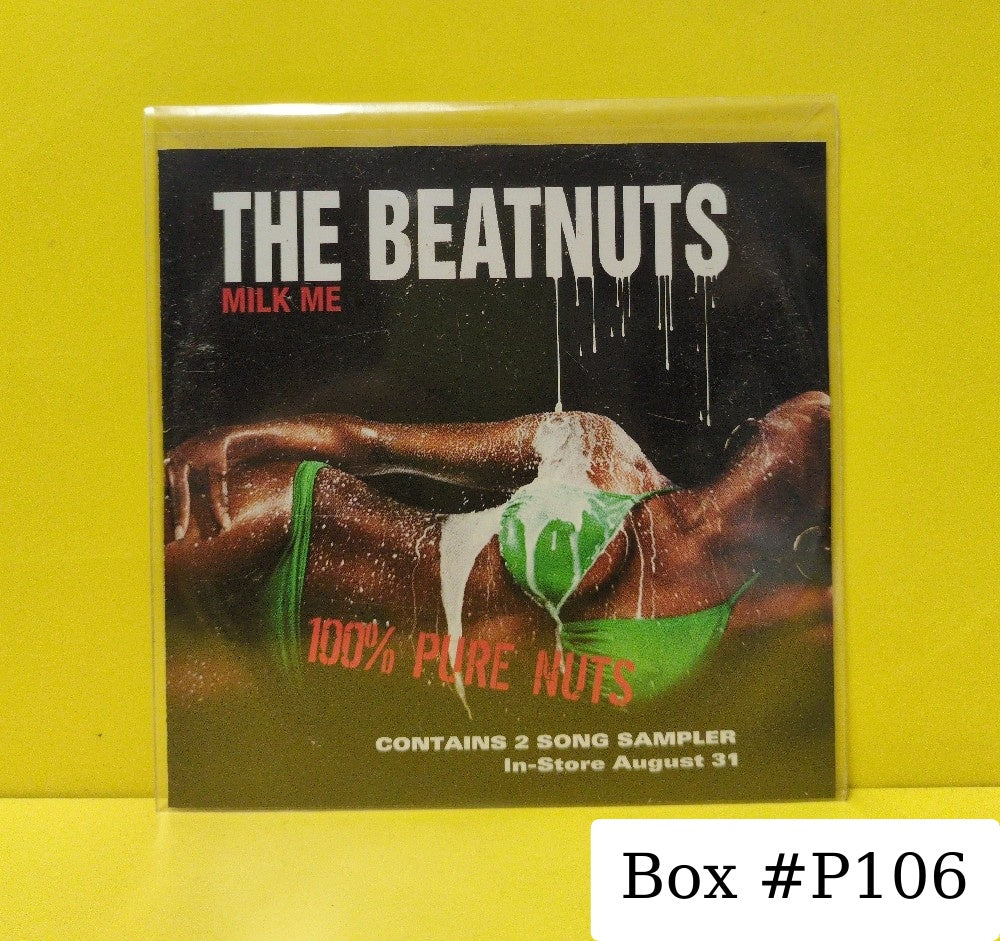 THE BEATNUTS
MILK ME
100% PURE NUTS
CONTAINS 2 SONG SAMPLER
In-Store August 31
Box #P106